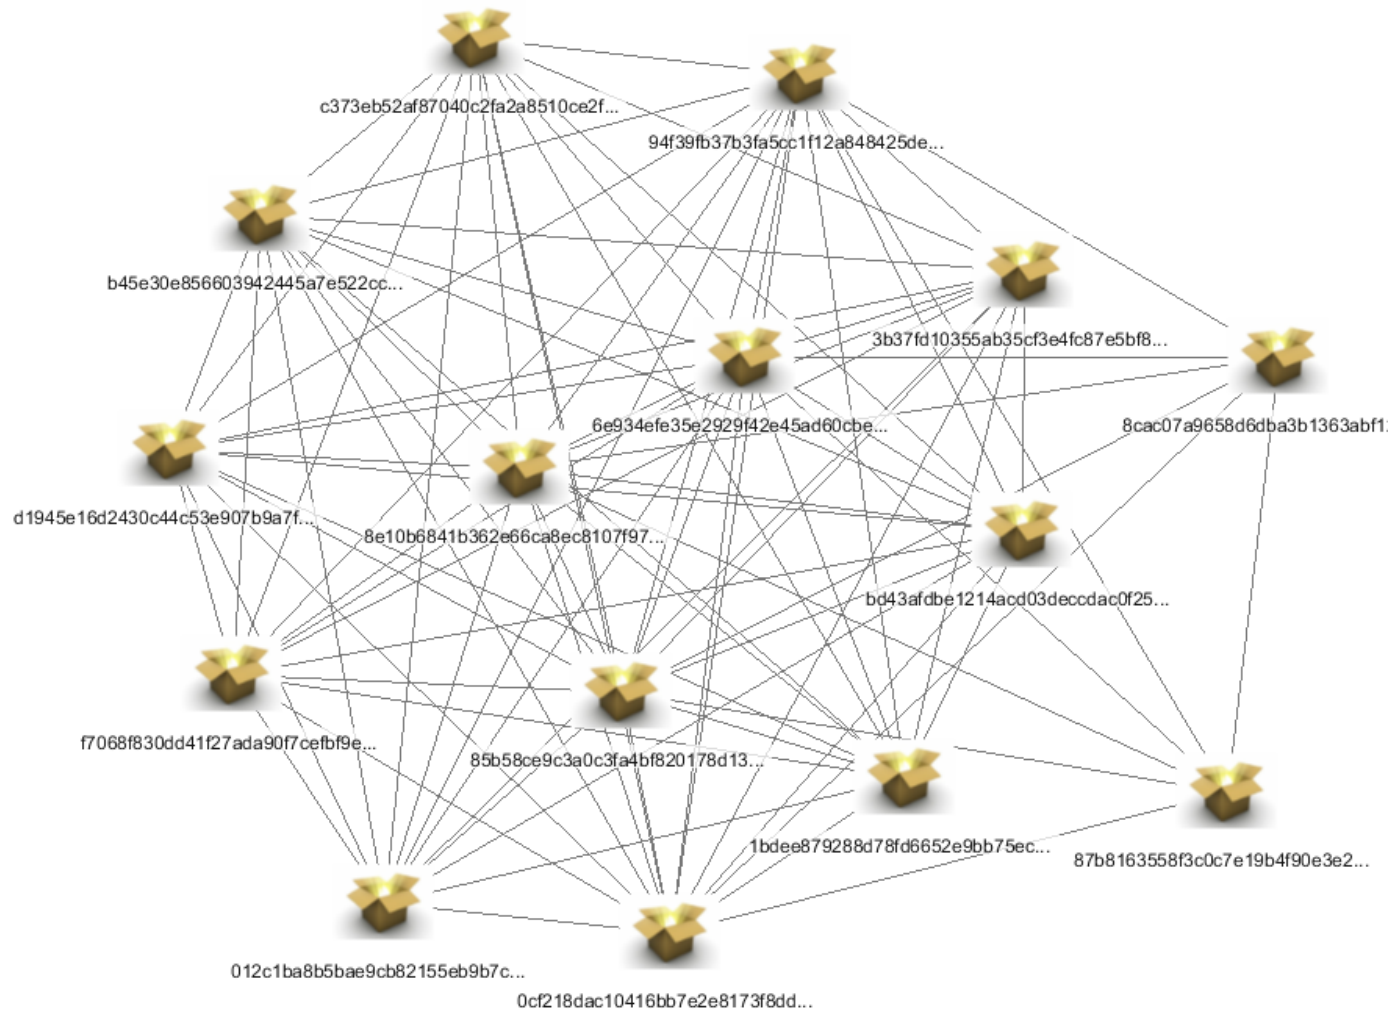 c373eb52af87040c2fa2a8510ce2f...
94f39fb37b3fa5cc1f12a848425de...
b45e30e856603942445a7e522cc...
3b37fd10355ab35cf3e4fc87e5bf8...
6e934efe35e2929f42e45ad60cbe...
8cac07a9658d6dba3b1363abf1
d1945e16d2430c44c53e907b9a7f...
8e10b6841b362e66ca8ec8107f97...
bd43afdbe1214acd03deccdac0f25...
f7068f830dd41f27ada90f7cefbf9e...
85b58ce9c3a0c3fa4bf820178d13...
1bdee879288d78fd6652e9bb75ec...
87b8163558f3c0c7e19b4f90e3e2...
012c1ba8b5bae9cb82155eb9b7c...
0cf218dac10416bb7e2e8173f8dd...